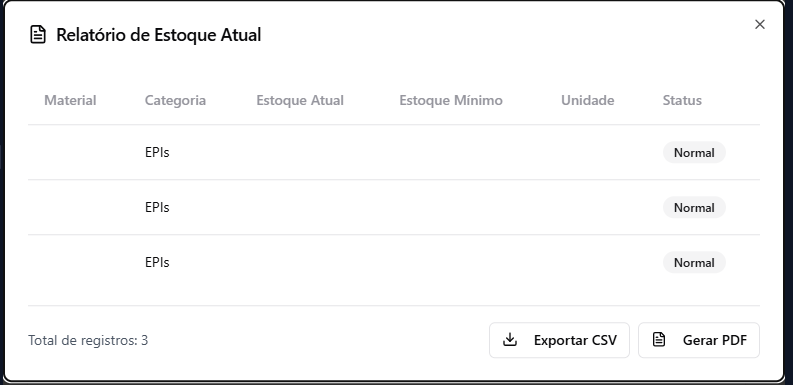 Relatório de Estoque Atual
Material Categoria Estoque Atual Estoque Mínimo Unidade Status
EPIs Normal
EPIs Normal
EPIs Normal
Total de registros: 3 Exportar CSV Gerar PDF